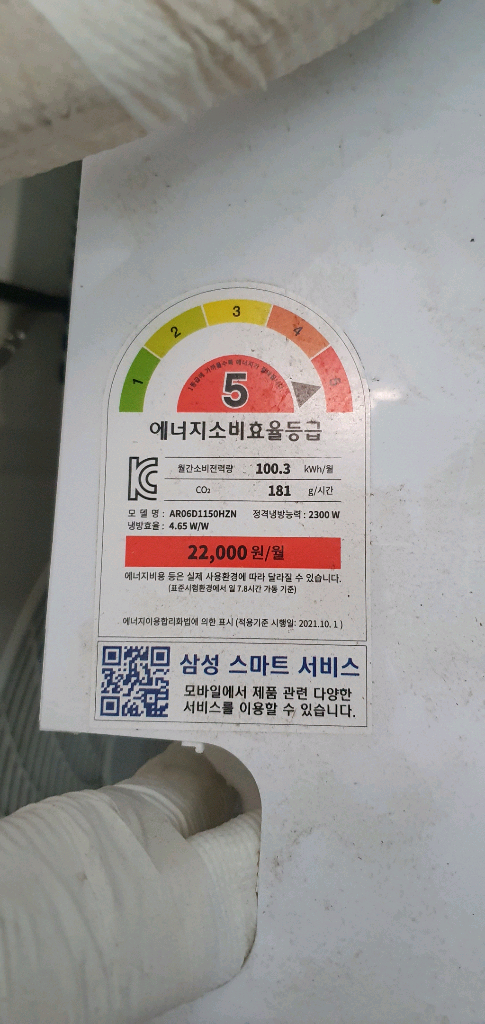 1 2 3 4 5
5
에너지소비효율등급
월간소비전력량 100.3 kWh/월
CO₂ 181 g/시간
모 델 명 : AR06D1150HZN 정격냉방능력 : 2300 W
냉방효율 : 4.65 W/W
22,000 원/월
에너지비용 등은 실제 사용환경에 따라 달라질 수 있습니다.
(표준시험환경에서 일 7.8시간 가동 기준)
에너지이용합리화법에 의한 표시 (적용기준 시행일: 2021.10. 1 )
삼성 스마트 서비스
모바일에서 제품 관련 다양한
서비스를 이용할 수 있습니다.